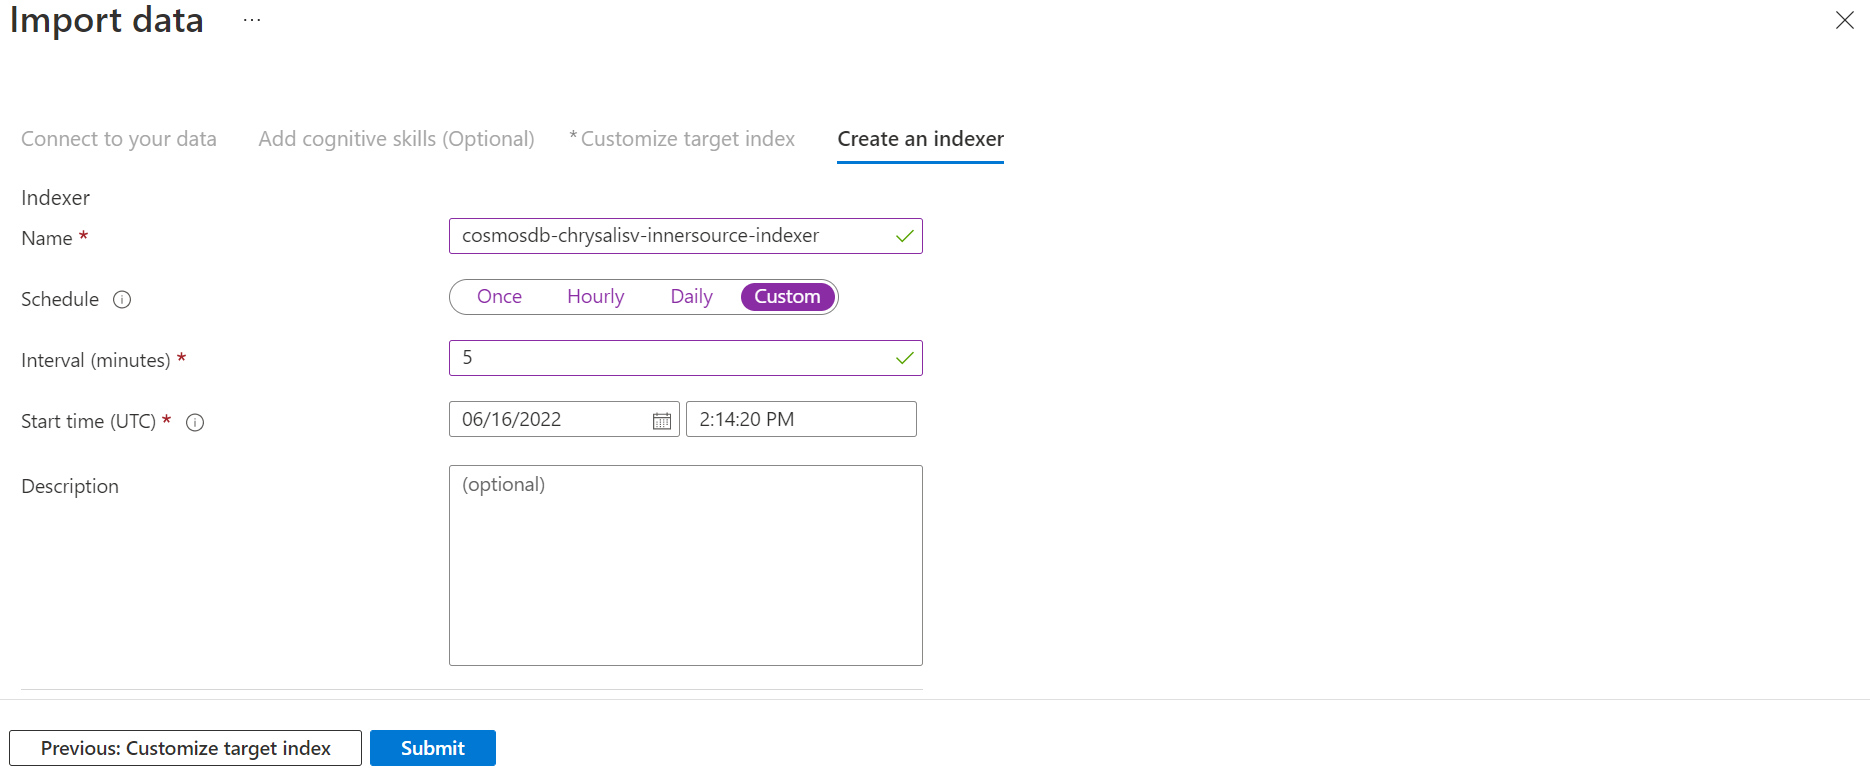 Import data ...
Connect to your data Add cognitive skills (Optional) * Customize target index Create an indexer
Indexer
Name * cosmosdb-chrysalisv-innersource-indexer
Schedule Once Hourly Daily Custom
Interval (minutes) * 5
Start time (UTC) * 06/16/2022 2:14:20 PM
Description (optional)
Previous: Customize target index Submit